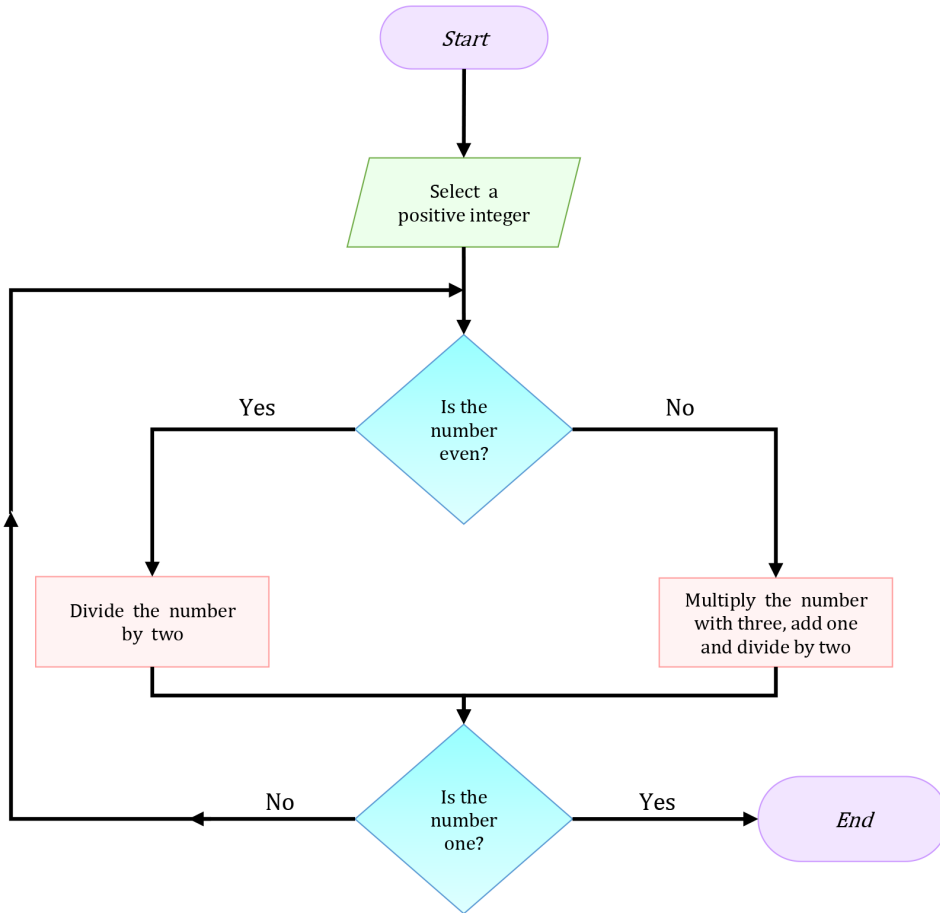 Start
Select a
positive integer
Yes
Is the
number
even?
No
Divide the number
by two
Multiply the number
with three, add one
and divide by two
No
Is the
number
one?
Yes
End